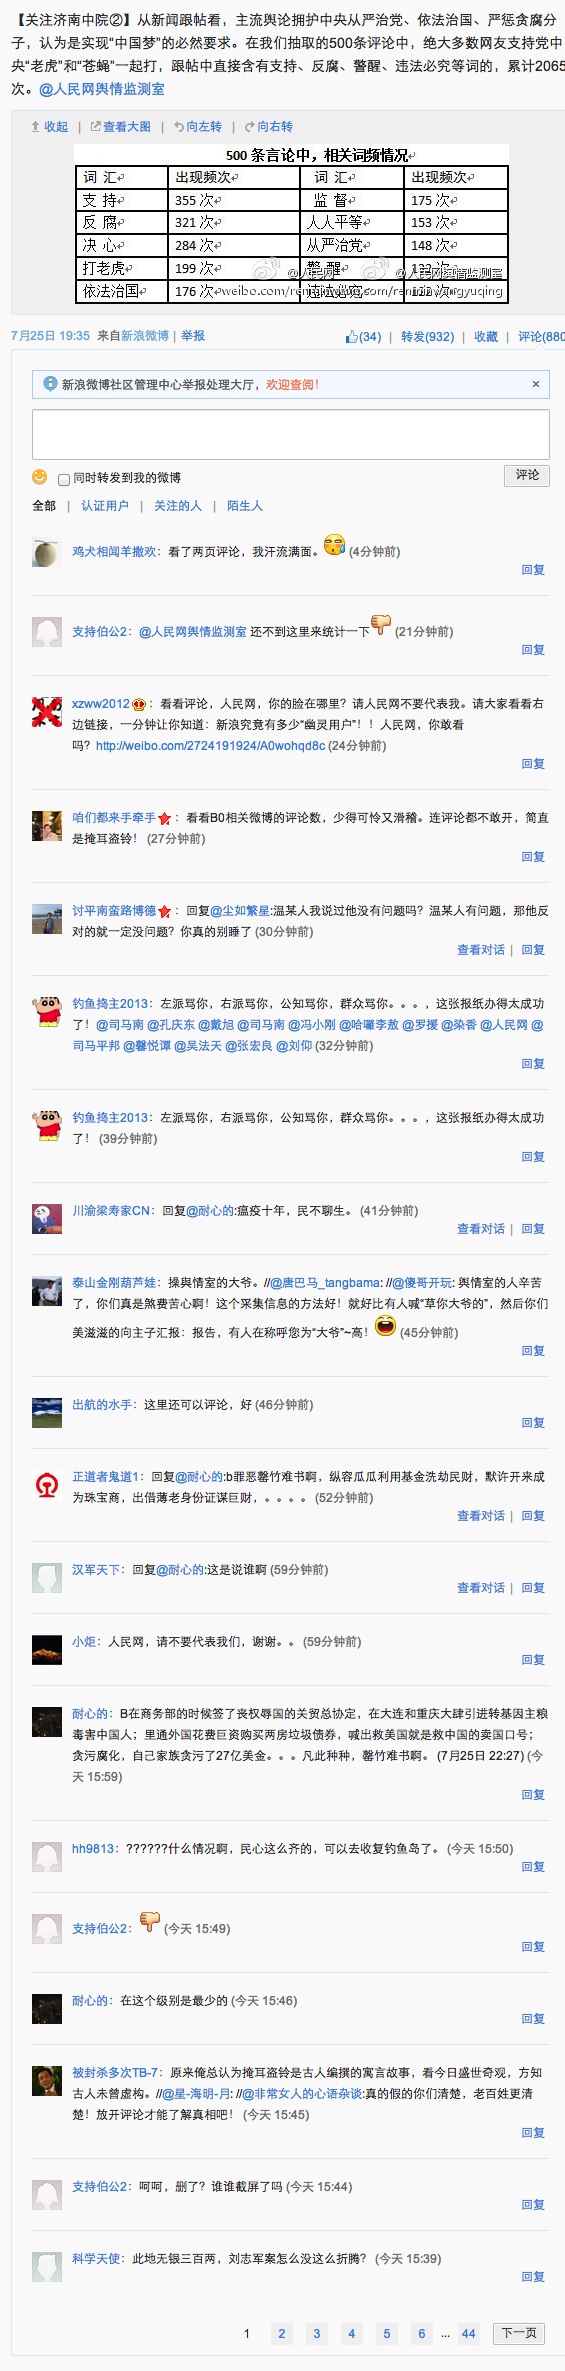 【关注济南中院②】从新闻跟帖看，主流舆论拥护中央从严治党、依法治国、严惩贪腐分
子，认为是实现“中国梦”的必然要求。在我们抽取的500条评论中，绝大多数网友支持党中
央“老虎”和“苍蝇”一起打，跟帖中直接含有支持、反腐、警醒、违法必究等词的，累计2065
次。@人民网舆情监测室
收起 | 查看大图 | 向左转 | 向右转
500 条言论中，相关词频情况
词 汇 出现频次 词 汇 出现频次
支 持 355 次 监 督 175 次
反 腐 321 次 人人平等 153 次
决 心 284 次 从严治党 148 次
打老虎 199 次 警 醒
依法治国 176 次 违法必究
@人民网 @人民网舆情监测室
7月25日 19:35 来自新浪微博 | 举报 (34) | 转发(932) | 收藏 | 评论(880
新浪微博社区管理中心举报处理大厅，欢迎查阅！ ×
同时转发到我的微博 评论
全部 | 认证用户 | 关注的人 | 陌生人
鸡犬相闻羊撒欢：看了两页评论，我汗流满面。 (4分钟前)
回复
支持伯公2：@人民网舆情监测室 还不到这里来统计一下 (21分钟前)
回复
xzww2012 ：看看评论，人民网，你的脸在哪里？请人民网不要代表我。请大家看看右
边链接，一分钟让你知道：新浪究竟有多少“幽灵用户”！！人民网，你敢看
吗？http://weibo.com/2724191924/A0wohqd8c (24分钟前)
回复
咱们都来手牵手 ：看看B0相关微博的评论数，少得可怜又滑稽。连评论都不敢开，简直
是掩耳盗铃！ (27分钟前)
回复
讨平南蛮路博德 ：回复@尘如繁星:温某人我说过他没有问题吗？温某人有问题，那他反
对的就一定没问题？你真的别睡了 (30分钟前)
查看对话 | 回复
钓鱼捣主2013：左派骂你，右派骂你，公知骂你，群众骂你。。。，这张报纸办得太成功
了！@司马南 @孔庆东 @戴旭 @司马南 @冯小刚 @哈囉李敖 @罗援 @染香 @人民网 @
司马平邦 @馨悦谭 @吴法天 @张宏良 @刘仰 (32分钟前)
回复
钓鱼捣主2013：左派骂你，右派骂你，公知骂你，群众骂你。。。，这张报纸办得太成功
了！ (39分钟前)
回复
川渝梁寿家CN：回复@耐心的:瘟疫十年，民不聊生。 (41分钟前)
查看对话 | 回复
泰山金刚葫芦娃：操舆情室的大爷。//@唐巴马_tangbama: //@傻哥开玩: 舆情室的人辛苦
了，你们真是煞费苦心啊！这个采集信息的方法好！就好比有人喊“草你大爷的”，然后你们
美滋滋的向主子汇报：报告，有人在称呼您为“大爷”~高！ (45分钟前)
回复
出航的水手：这里还可以评论，好 (46分钟前)
回复
正道者鬼道1：回复@耐心的:b罪恶罄竹难书啊，纵容瓜瓜利用基金洗劫民财，默许开来成
为珠宝商，出借薄老身份证谋巨财，。。。。 (52分钟前)
查看对话 | 回复
汉军天下：回复@耐心的:这是说谁啊 (59分钟前)
查看对话 | 回复
小炬：人民网，请不要代表我们，谢谢。。 (59分钟前)
回复
耐心的：B在商务部的时候签了丧权辱国的关贸总协定，在大连和重庆大肆引进转基因主粮
毒害中国人；里通外国花费巨资购买两房垃圾债券，喊出救美国就是救中国的卖国口号；
贪污腐化，自己家族贪污了27亿美金。。。凡此种种，罄竹难书啊。 (7月25日 22:27) (今
天 15:59)
回复
hh9813：??????什么情况啊，民心这么齐的，可以去收复钓鱼岛了。 (今天 15:50)
回复
支持伯公2： (今天 15:49)
回复
耐心的：在这个级别是最少的 (今天 15:46)
回复
被封杀多次TB-7：原来俺总认为掩耳盗铃是古人编撰的寓言故事，看今日盛世奇观，方知
古人未曾虚构。//@星-海明-月: //@非常女人的心语杂谈:真的假的你们清楚，老百姓更清
楚！放开评论才能了解真相吧！ (今天 15:45)
回复
支持伯公2：呵呵，删了？谁谁截屏了吗 (今天 15:44)
回复
科学天使：此地无银三百两，刘志军案怎么没这么折腾？ (今天 15:39)
回复
1 2 3 4 5 6 ... 44 下一页